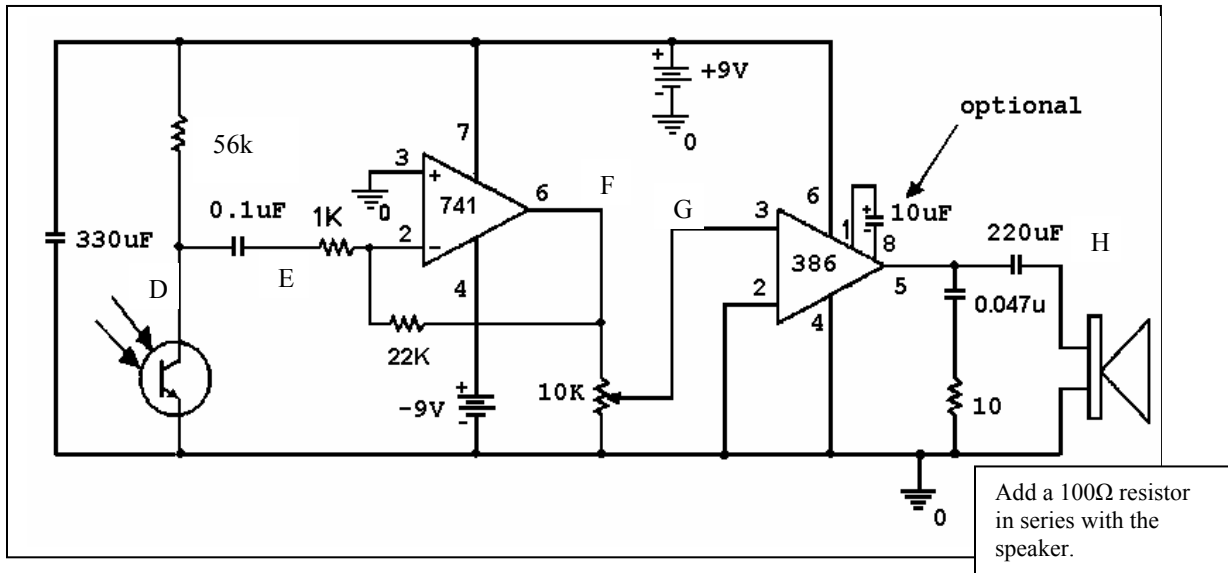 +
+9V
-
0
optional
56k
7
3
+
0
741
6
F
G
3
6
1
+
10uF
-
8
0.1uF
1K
2
-
386
220uF
H
330uF
D
E
4
2
4
5
0.047u
22K
+
-9V
-
10K
10
0
Add a 100Ω resistor
in series with the
speaker.